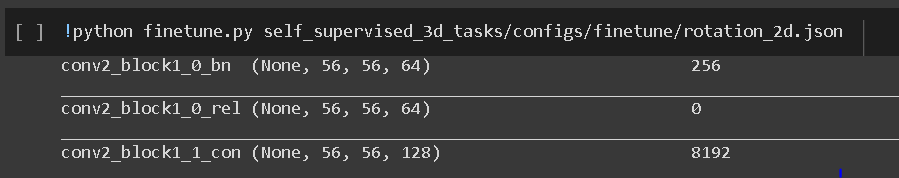 [ ] !python finetune.py self_supervised_3d_tasks/configs/finetune/rotation_2d.json
conv2_block1_0_bn (None, 56, 56, 64) 256
conv2_block1_0_rel (None, 56, 56, 64) 0
conv2_block1_1_con (None, 56, 56, 128) 8192